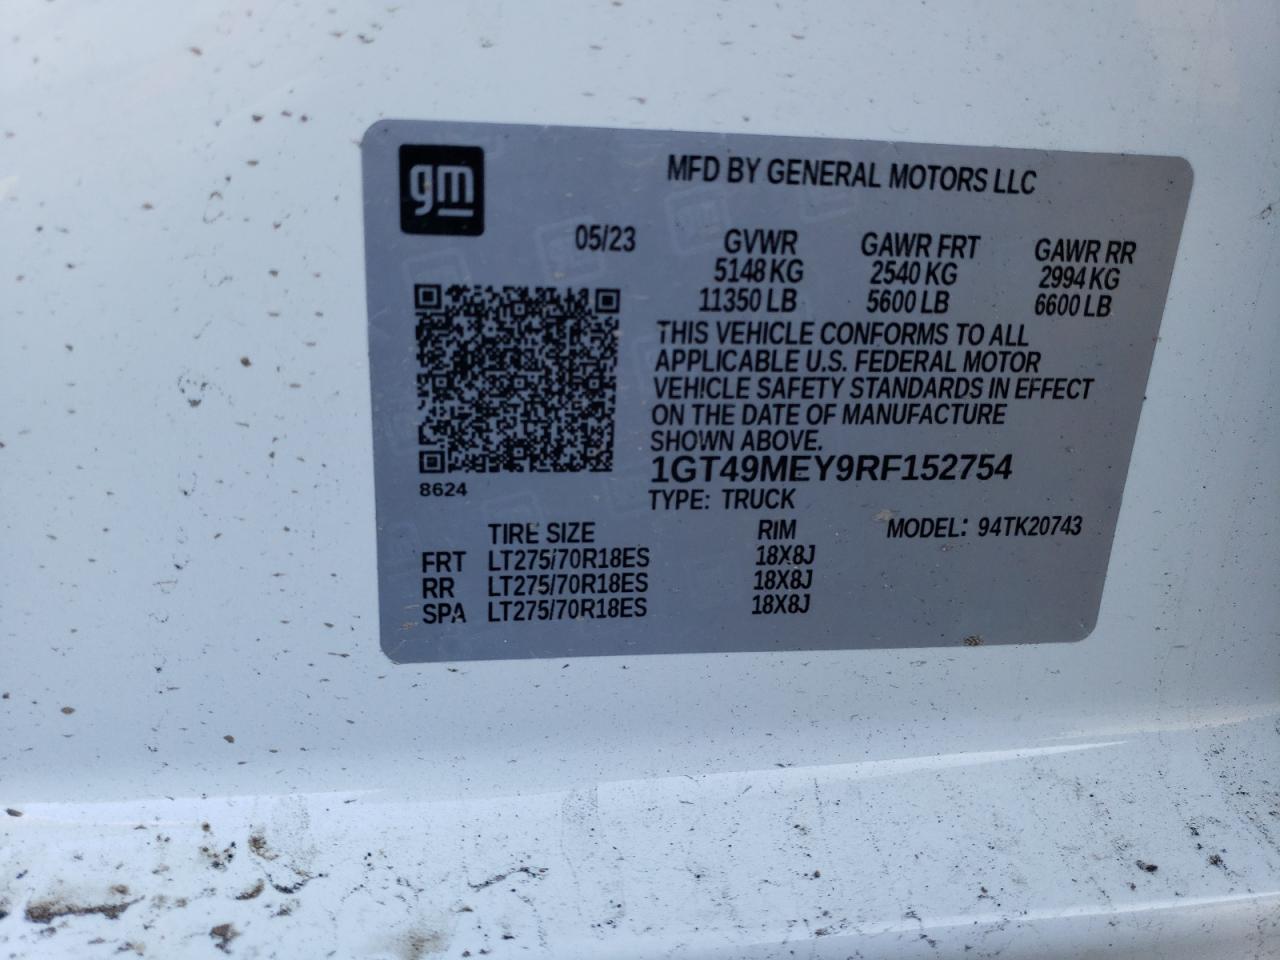 gm
MFD BY GENERAL MOTORS LLC
05/23 GVWR GAWR FRT GAWR RR
5148 KG 2540 KG 2994 KG
11350 LB 5600 LB 6600 LB
THIS VEHICLE CONFORMS TO ALL
APPLICABLE U.S. FEDERAL MOTOR
VEHICLE SAFETY STANDARDS IN EFFECT
ON THE DATE OF MANUFACTURE
SHOWN ABOVE.
1GT49MEY9RF152754
8624
TYPE: TRUCK
TIRE SIZE RIM MODEL: 94TK20743
FRT LT275/70R18ES 18X8J
RR LT275/70R18ES 18X8J
SPA LT275/70R18ES 18X8J